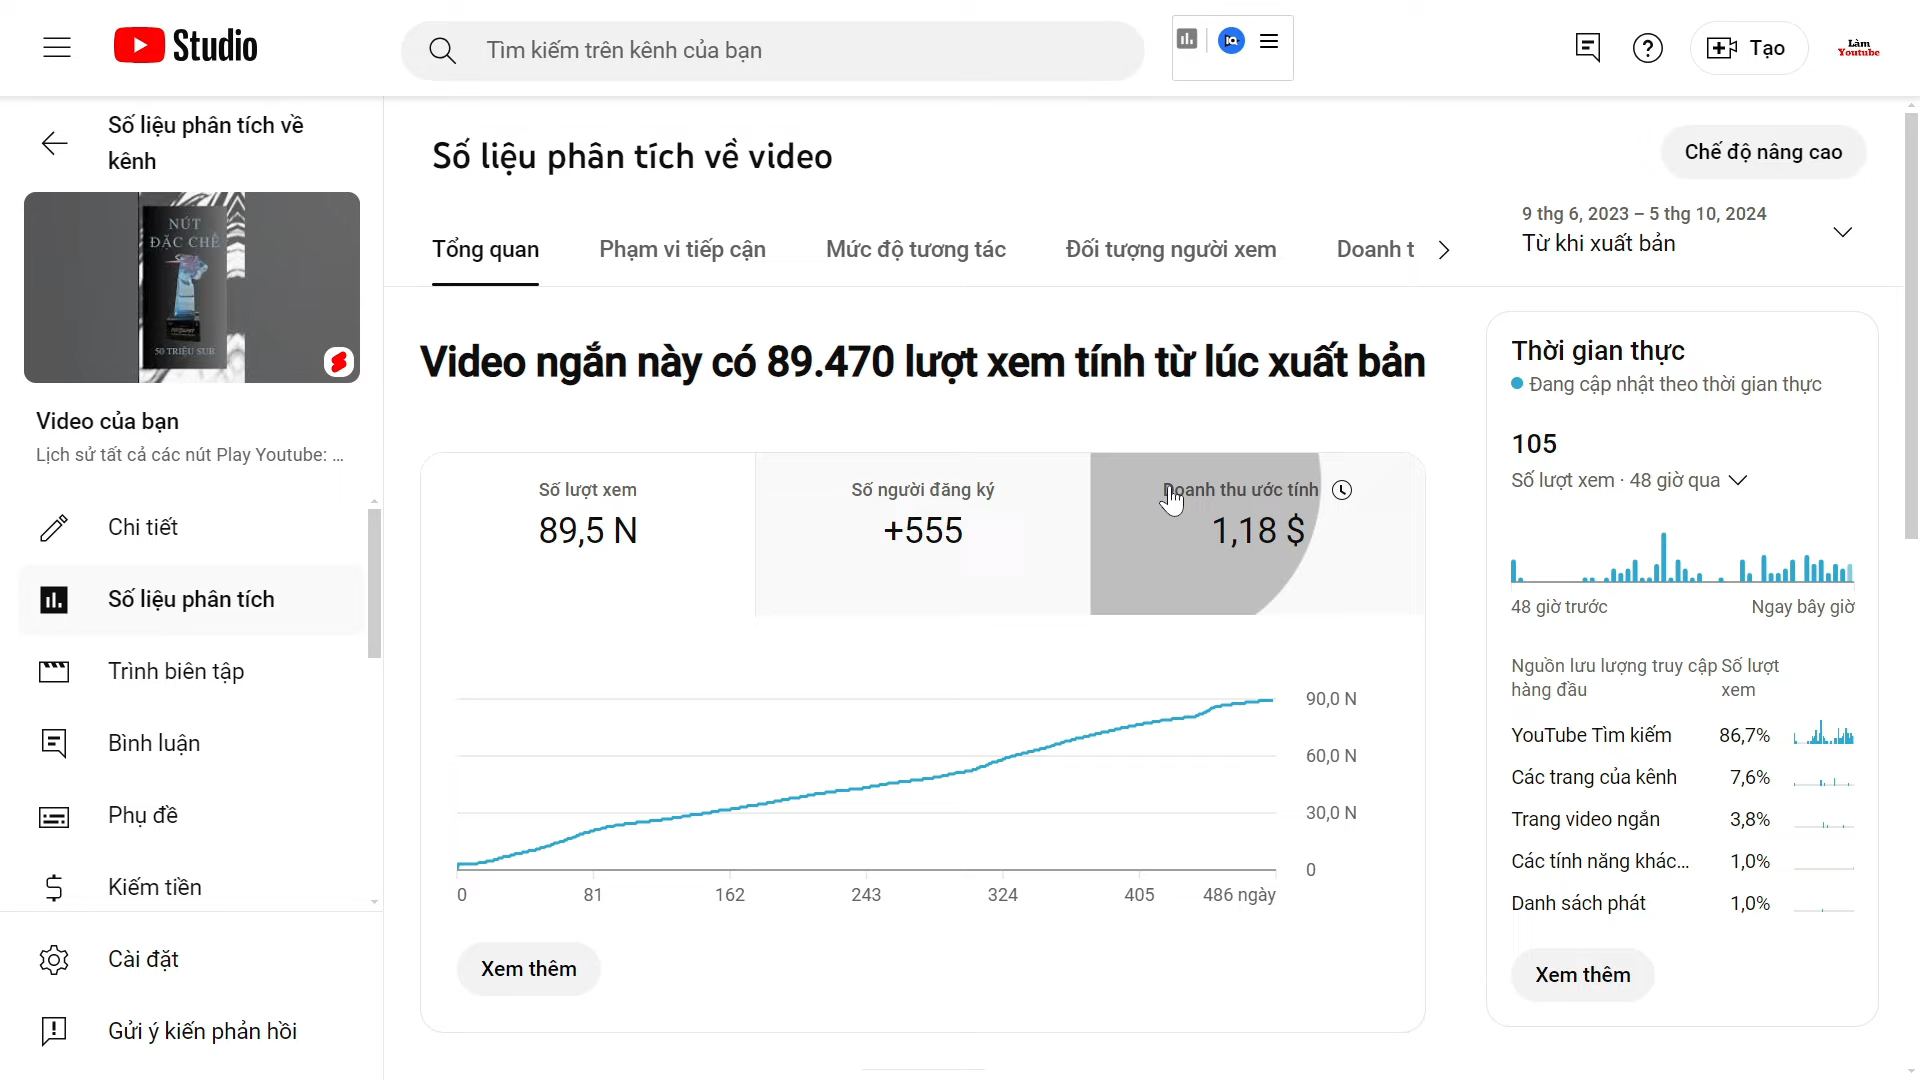 Studio
Tìm kiếm trên kênh của bạn
Tạo
Làm
Youtube
Số liệu phân tích về
kênh
NÚT
ĐẶC CHẾ
50 TRIỆU SUB
Video của bạn
Lịch sử tất cả các nút Play Youtube: ...
Chi tiết
Số liệu phân tích
Trình biên tập
Bình luận
Phụ đề
Kiếm tiền
Cài đặt
Gửi ý kiến phản hồi
Số liệu phân tích về video
Chế độ nâng cao
Tổng quan
Phạm vi tiếp cận
Mức độ tương tác
Đối tượng người xem
Doanh t
9 thg 6, 2023 – 5 thg 10, 2024
Từ khi xuất bản
Video ngắn này có 89.470 lượt xem tính từ lúc xuất bản
Số lượt xem
89,5 N
Số người đăng ký
+555
Doanh thu ước tính
1,18 $
90,0 N
60,0 N
30,0 N
0
0 81 162 243 324 405 486 ngày
Xem thêm
Thời gian thực
Đang cập nhật theo thời gian thực
105
Số lượt xem · 48 giờ qua
48 giờ trước Ngay bây giờ
Nguồn lưu lượng truy cập Số lượt
hàng đầu xem
YouTube Tìm kiếm 86,7%
Các trang của kênh 7,6%
Trang video ngắn 3,8%
Các tính năng khác... 1,0%
Danh sách phát 1,0%
Xem thêm